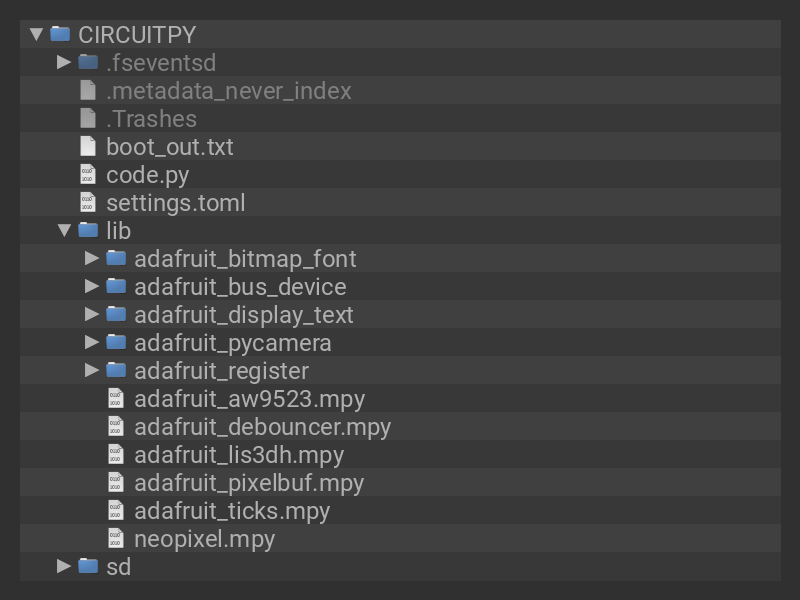 CIRCUITPY
.fseventsd
.metadata_never_index
.Trashes
boot_out.txt
code.py
settings.toml
lib
adafruit_bitmap_font
adafruit_bus_device
adafruit_display_text
adafruit_pycamera
adafruit_register
adafruit_aw9523.mpy
adafruit_debouncer.mpy
adafruit_lis3dh.mpy
adafruit_pixelbuf.mpy
adafruit_ticks.mpy
neopixel.mpy
sd